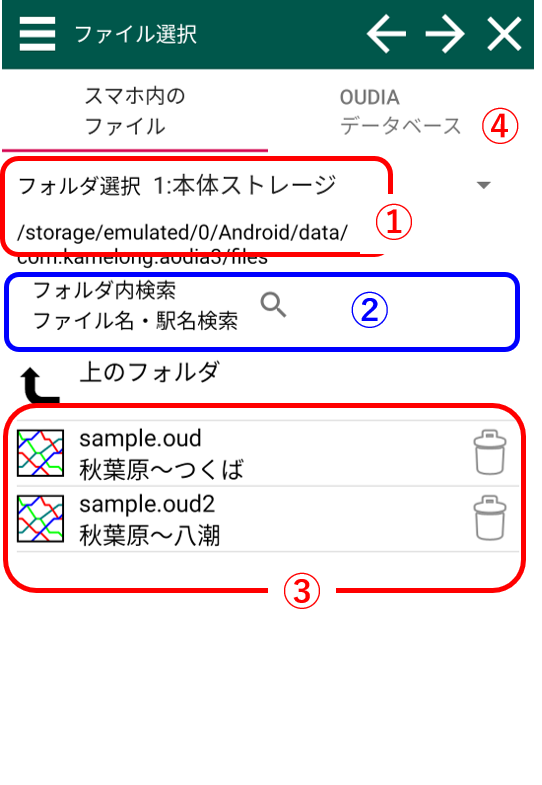 ファイル選択
スマホ内の
ファイル
OUDIA
データベース
④
フォルダ選択 1:本体ストレージ
/storage/emulated/0/Android/data/
com.kamelong.aodia3/files
①
フォルダ内検索
ファイル名・駅名検索
②
上のフォルダ
sample.oud
秋葉原～つくば
sample.oud2
秋葉原～八潮
③